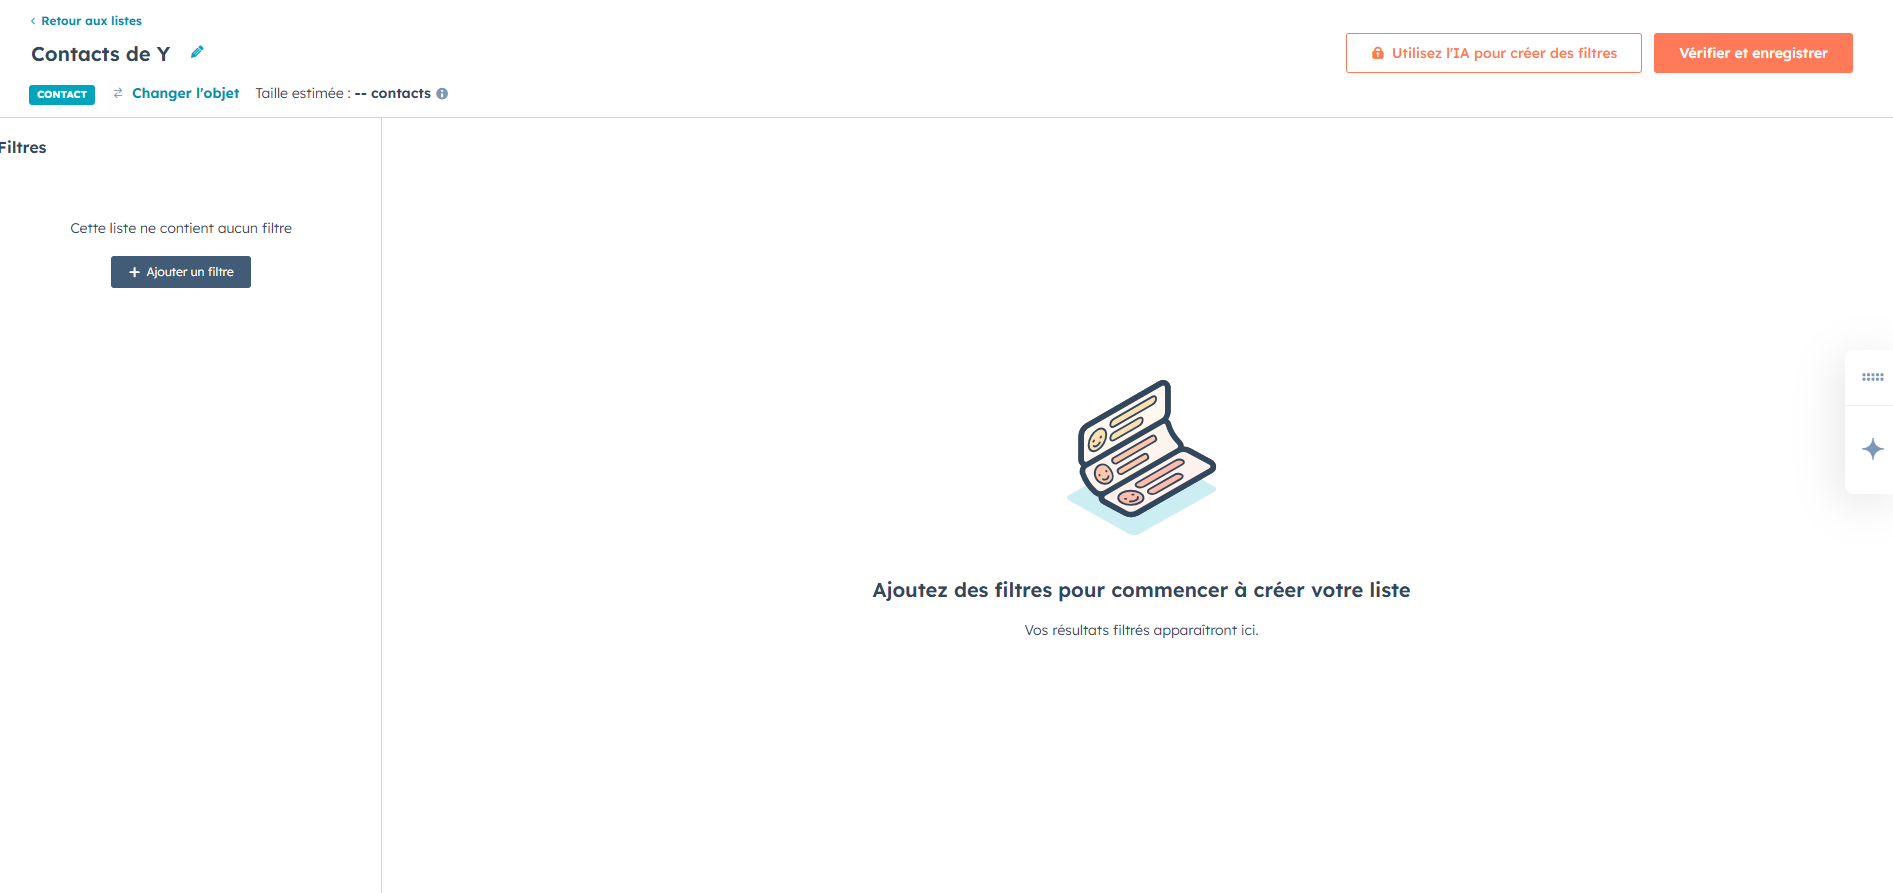 Retour aux listes
Contacts de Y
Utilisez l'IA pour créer des filtres
Vérifier et enregistrer
CONTACT
Changer l'objet
Taille estimée : -- contacts
Filtres
Cette liste ne contient aucun filtre
+ Ajouter un filtre
Ajoutez des filtres pour commencer à créer votre liste
Vos résultats filtrés apparaîtront ici.